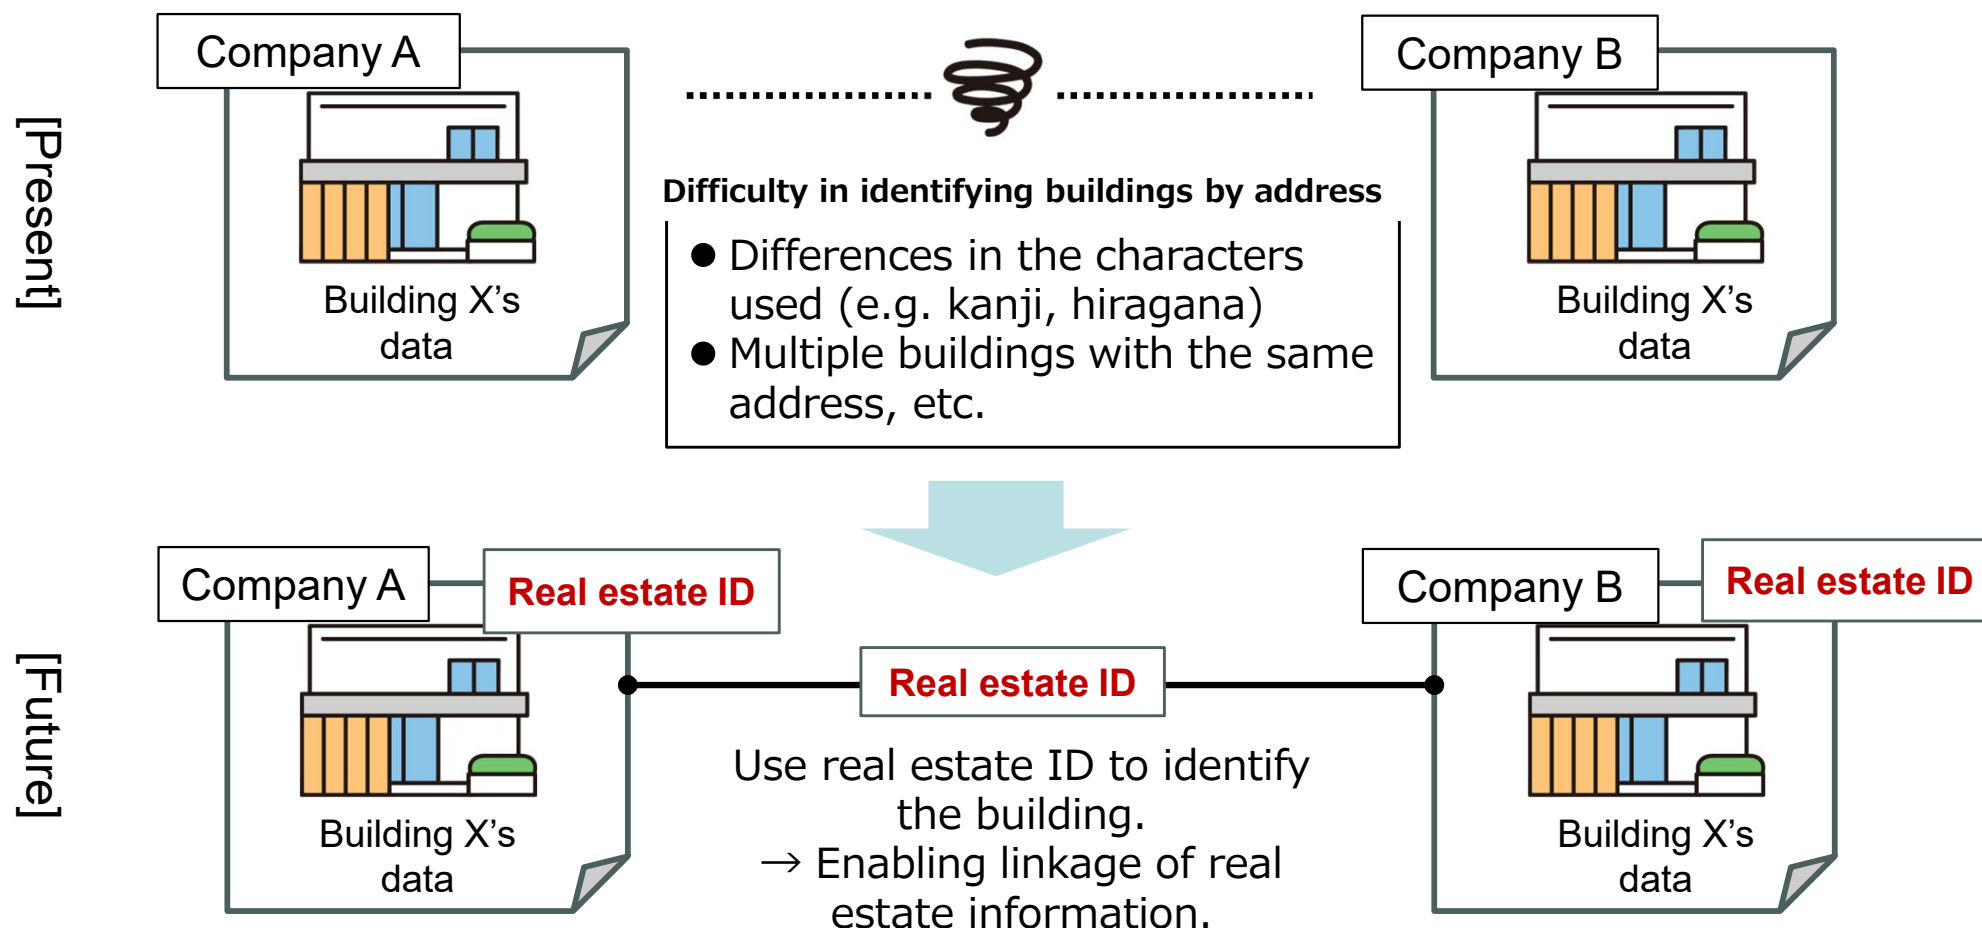 [Present]
Company A
Building X’s
data
Difficulty in identifying buildings by address
● Differences in the characters
used (e.g. kanji, hiragana)
● Multiple buildings with the same
address, etc.
Company B
Building X’s
data
[Future]
Company A
Real estate ID
Building X’s
data
Real estate ID
Use real estate ID to identify
the building.
→ Enabling linkage of real
estate information.
Company B
Real estate ID
Building X’s
data